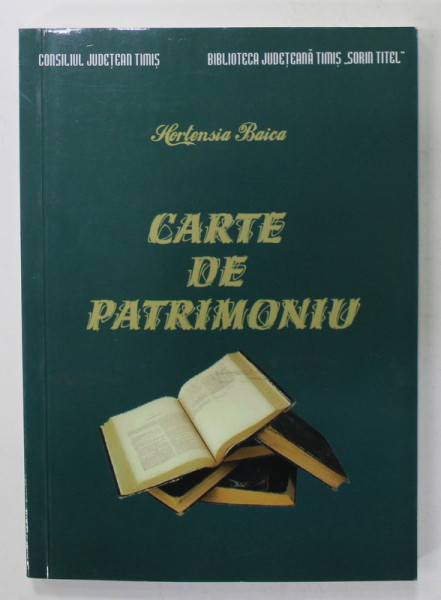 CONSILIUL JUDEȚEAN TIMIȘ
BIBLIOTECA JUDEȚEANĂ TIMIȘ „SORIN TITEL”
Hortensia Baica
CARTE
DE
PATRIMONIU